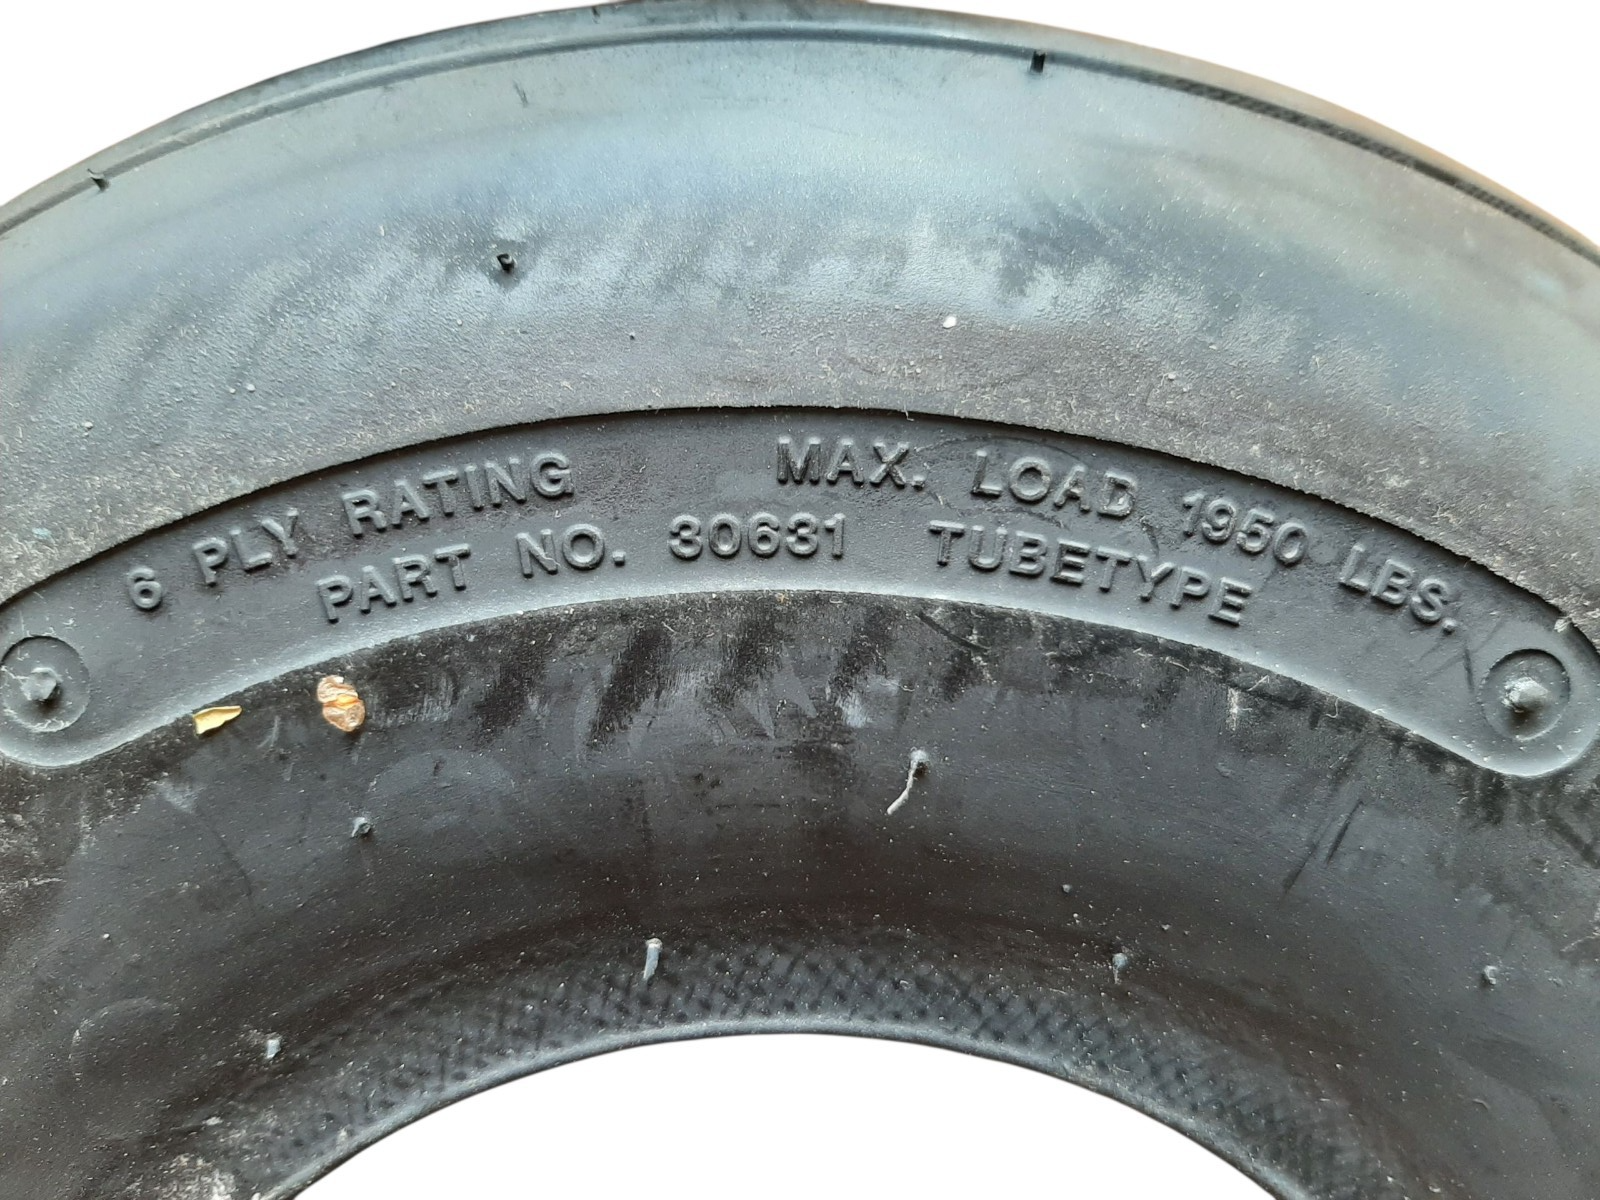 6 PLY RATING MAX. LOAD 1950 LBS.
PART NO. 30631 TUBETYPE